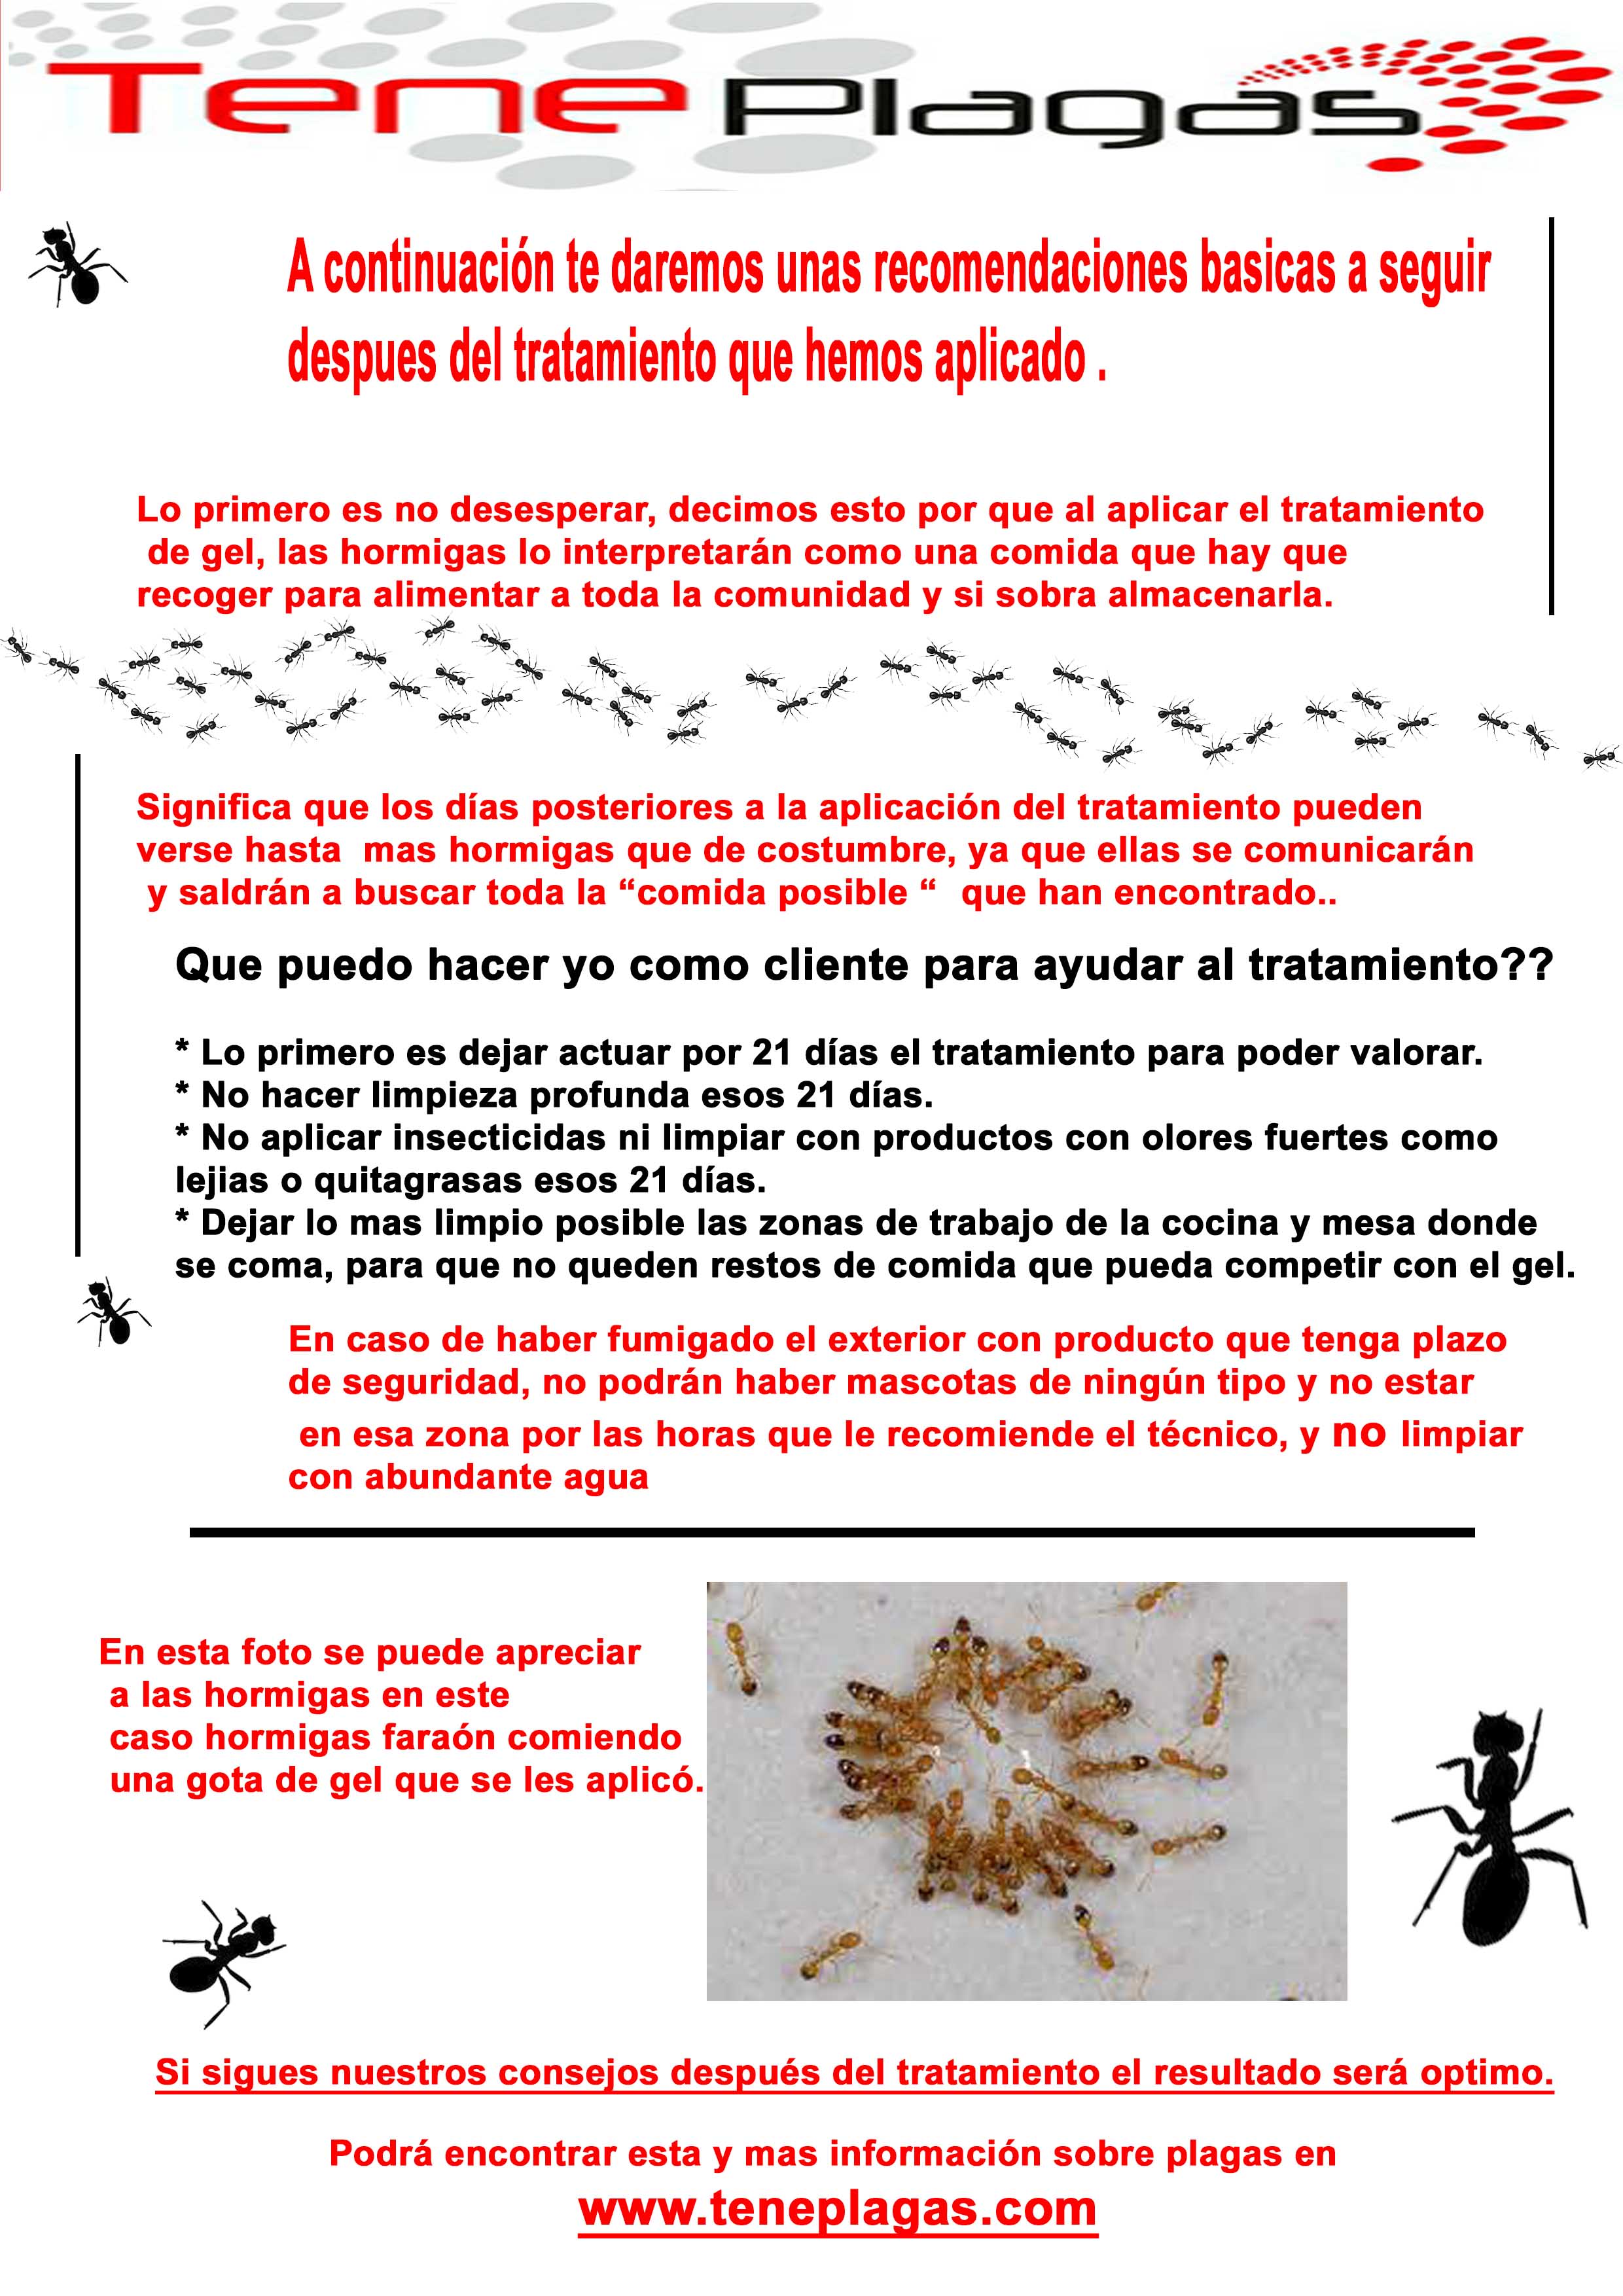 Tene Plagas
A continuación te daremos unas recomendaciones basicas a seguir
despues del tratamiento que hemos aplicado .
Lo primero es no desesperar, decimos esto por que al aplicar el tratamiento
de gel, las hormigas lo interpretarán como una comida que hay que
recoger para alimentar a toda la comunidad y si sobra almacenarla.
Significa que los días posteriores a la aplicación del tratamiento pueden
verse hasta mas hormigas que de costumbre, ya que ellas se comunicarán
y saldrán a buscar toda la “comida posible “ que han encontrado..
Que puedo hacer yo como cliente para ayudar al tratamiento??
* Lo primero es dejar actuar por 21 días el tratamiento para poder valorar.
* No hacer limpieza profunda esos 21 días.
* No aplicar insecticidas ni limpiar con productos con olores fuertes como
lejias o quitagrasas esos 21 días.
* Dejar lo mas limpio posible las zonas de trabajo de la cocina y mesa donde
se coma, para que no queden restos de comida que pueda competir con el gel.
En caso de haber fumigado el exterior con producto que tenga plazo
de seguridad, no podrán haber mascotas de ningún tipo y no estar
en esa zona por las horas que le recomiende el técnico, y no limpiar
con abundante agua
En esta foto se puede apreciar
a las hormigas en este
caso hormigas faraón comiendo
una gota de gel que se les aplicó.
Si sigues nuestros consejos después del tratamiento el resultado será optimo.
Podrá encontrar esta y mas información sobre plagas en
www.teneplagas.com